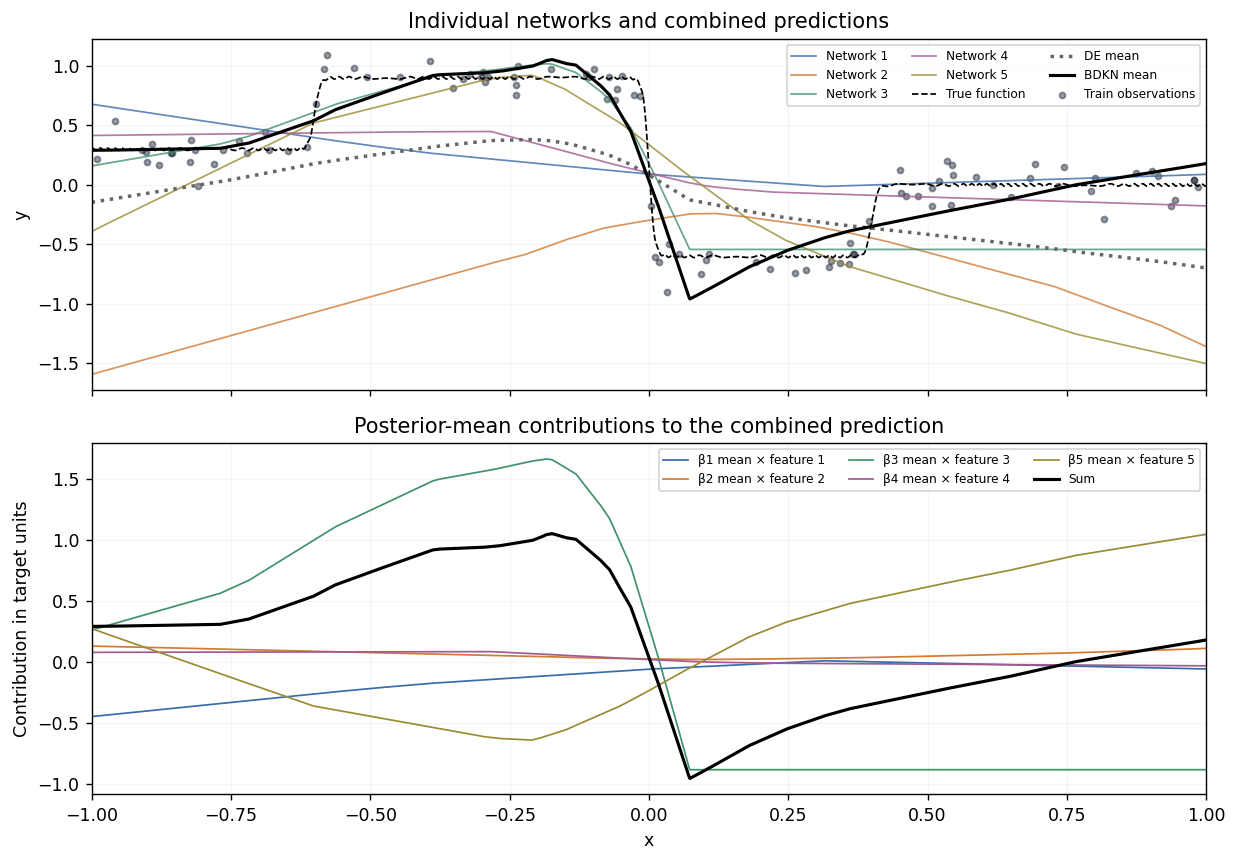 Individual networks and combined predictions
Network 1
Network 2
Network 3
Network 4
Network 5
True function
DE mean
BDKN mean
Train observations
y
1.0
0.5
0.0
−0.5
−1.0
−1.5
Posterior-mean contributions to the combined prediction
β1 mean × feature 1
β2 mean × feature 2
β3 mean × feature 3
β4 mean × feature 4
β5 mean × feature 5
Sum
Contribution in target units
1.5
1.0
0.5
0.0
−0.5
−1.0
−1.00 −0.75 −0.50 −0.25 0.00 0.25 0.50 0.75 1.00
x